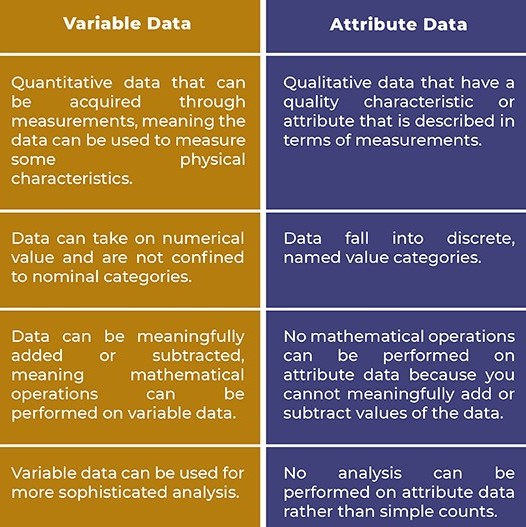 Variable Data
Attribute Data
Quantitative data that can
be acquired through
measurements, meaning the
data can be used to measure
some physical
characteristics.
Qualitative data that have a
quality characteristic or
attribute that is described in
terms of measurements.
Data can take on numerical
value and are not confined
to nominal categories.
Data fall into discrete,
named value categories.
Data can be meaningfully
added or subtracted,
meaning mathematical
operations can be
performed on variable data.
No mathematical operations
can be performed on
attribute data because you
cannot meaningfully add or
subtract values of the data.
Variable data can be used for
more sophisticated analysis.
No analysis can be
performed on attribute data
rather than simple counts.